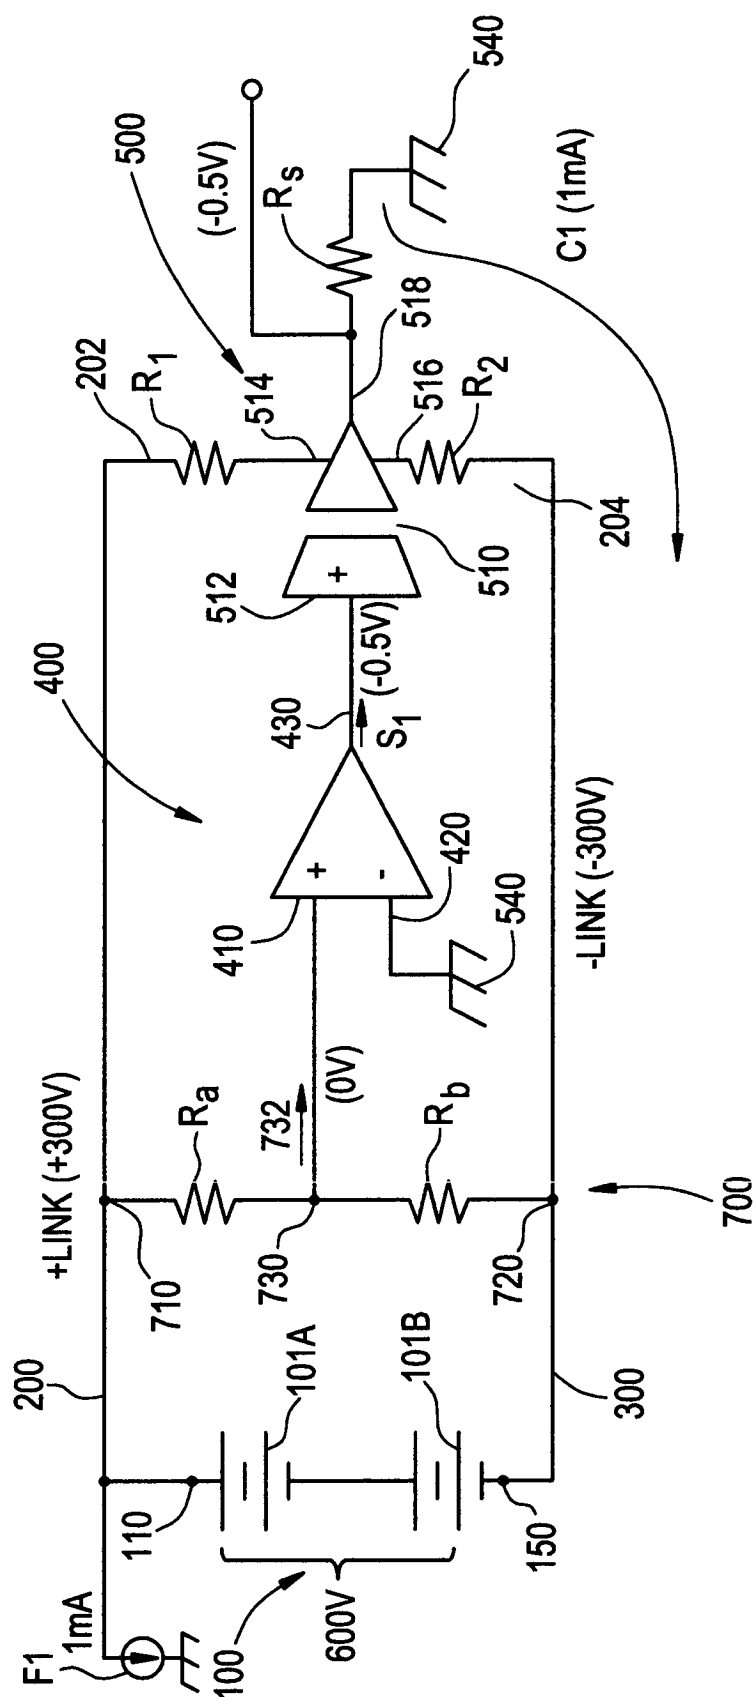 F1
1mA
200
+LINK (+300V)
202
500
(-0.5V)
540
110
710
Ra
400
R1
514
RS
100
600V
101A
730
732
(0V)
410
+
-
420
430
S1
(-0.5V)
512
+
510
518
516
R2
204
C1 (1mA)
101B
150
Rb
720
540
300
700
-LINK (-300V)